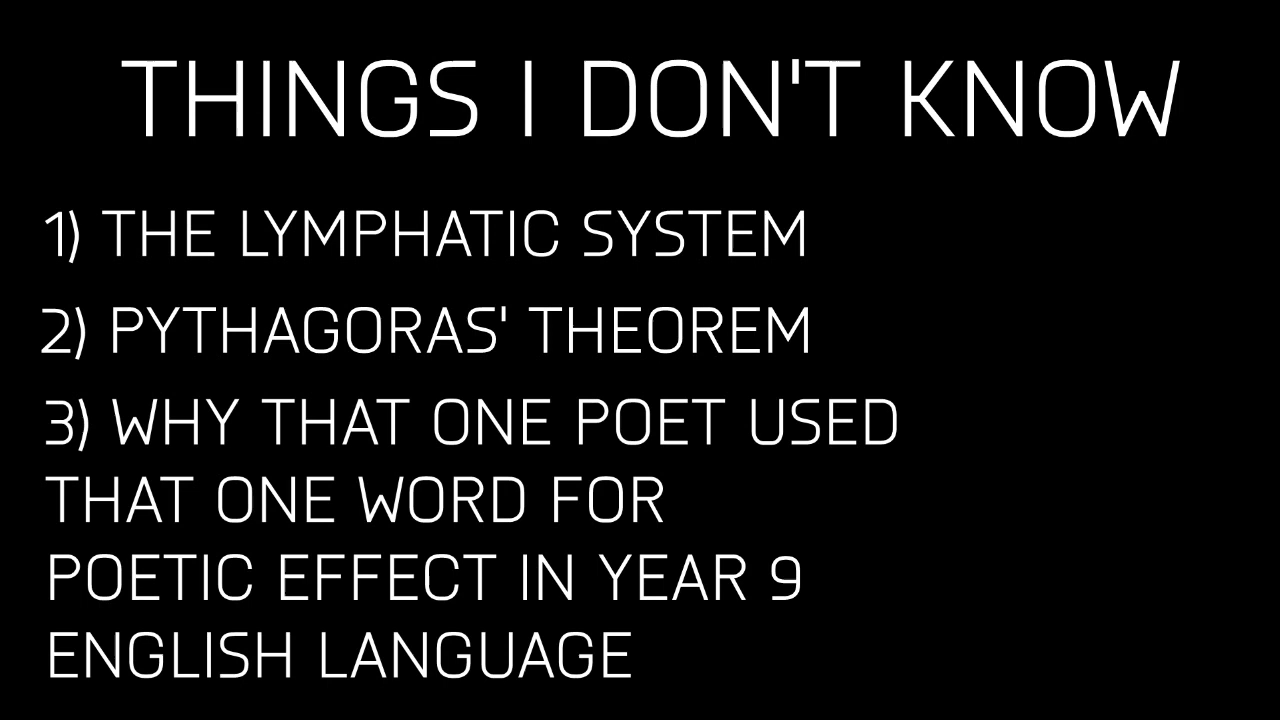 THINGS I DON'T KNOW
1) THE LYMPHATIC SYSTEM
2) PYTHAGORAS' THEOREM
3) WHY THAT ONE POET USED
THAT ONE WORD FOR
POETIC EFFECT IN YEAR 9
ENGLISH LANGUAGE